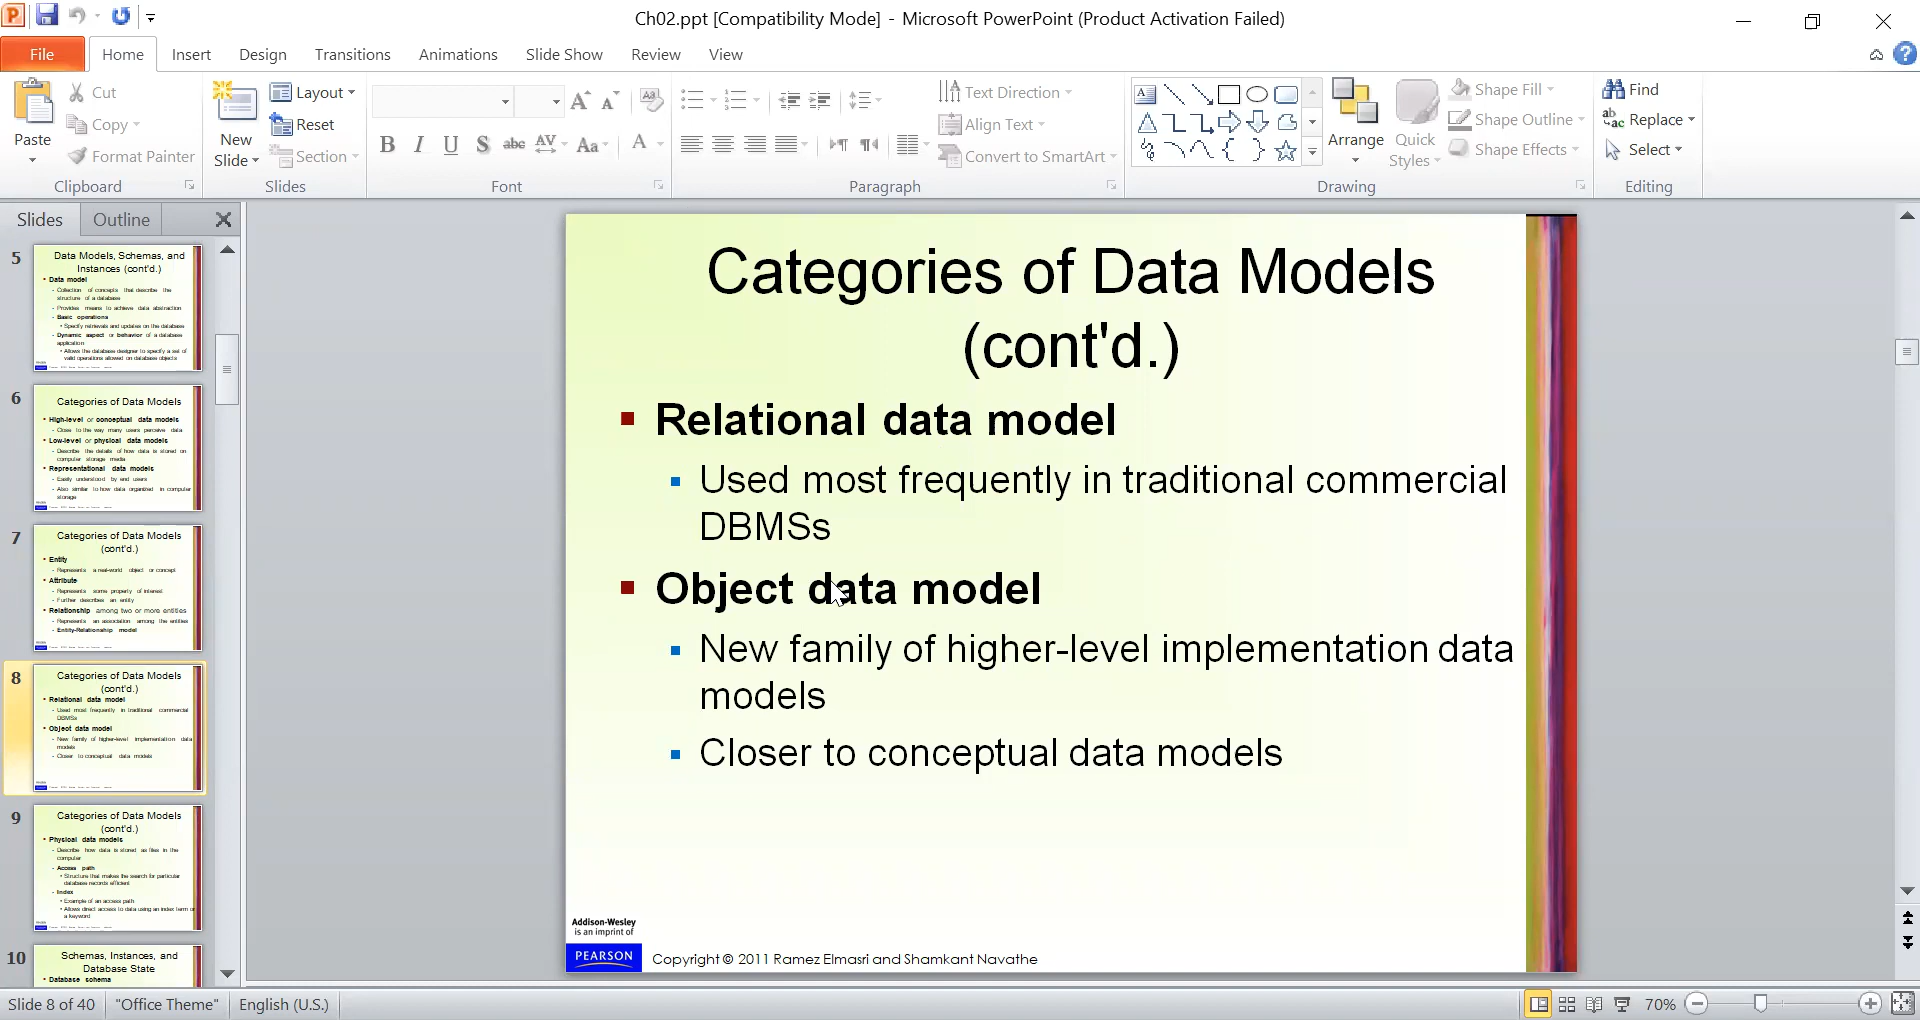 Ch02.ppt [Compatibility Mode] - Microsoft PowerPoint (Product Activation Failed)
File Home Insert Design Transitions Animations Slide Show Review View
Paste
Cut
Copy
Format Painter
Clipboard
New
Slide
Layout
Reset
Section
Slides
Font
Text Direction
Align Text
Convert to SmartArt
Paragraph
Arrange
Quick
Styles
Shape Fill
Shape Outline
Shape Effects
Drawing
Find
Replace
Select
Editing
Slides Outline
5
Data Models, Schemas, and
Instances (cont'd.)
Data model
Collection of concepts that describe the
structure of a database
Provides means to achieve data abstraction
Basic operations
Specify retrievals and updates on the database
Dynamic aspect or behavior of a database
application
Allows the database designer to specify a set of
valid operations allowed on database objects
6
Categories of Data Models
High-level or conceptual data models
Close to the way many users perceive data
Low-level or physical data models
Describe the details of how data is stored on
computer storage media
Representational data models
Easily understood by end users
Also similar to how data organized in computer
storage
7
Categories of Data Models
(cont'd.)
Entity
Represents a real-world object or concept
Attribute
Represents some property of interest
Further describes an entity
Relationship among two or more entities
Represents an association among the entities
Entity-Relationship model
8
Categories of Data Models
(cont'd.)
Relational data model
Used most frequently in traditional commercial
DBMSs
Object data model
New family of higher-level implementation data
models
Closer to conceptual data models
9
Categories of Data Models
(cont'd.)
Physical data models
Describe how data is stored as files in the
computer
Access path
Structure that makes the search for particular
database records efficient
Index
Example of an access path
Allows direct access to data using an index term or
a keyword
10
Schemas, Instances, and
Database State
Database schema
Categories of Data Models
(cont'd.)
Relational data model
Used most frequently in traditional commercial
DBMSs
Object data model
New family of higher-level implementation data
models
Closer to conceptual data models
Addison-Wesley
is an imprint of
PEARSON
Copyright © 2011 Ramez Elmasri and Shamkant Navathe
Slide 8 of 40 "Office Theme" English (U.S.) 70%